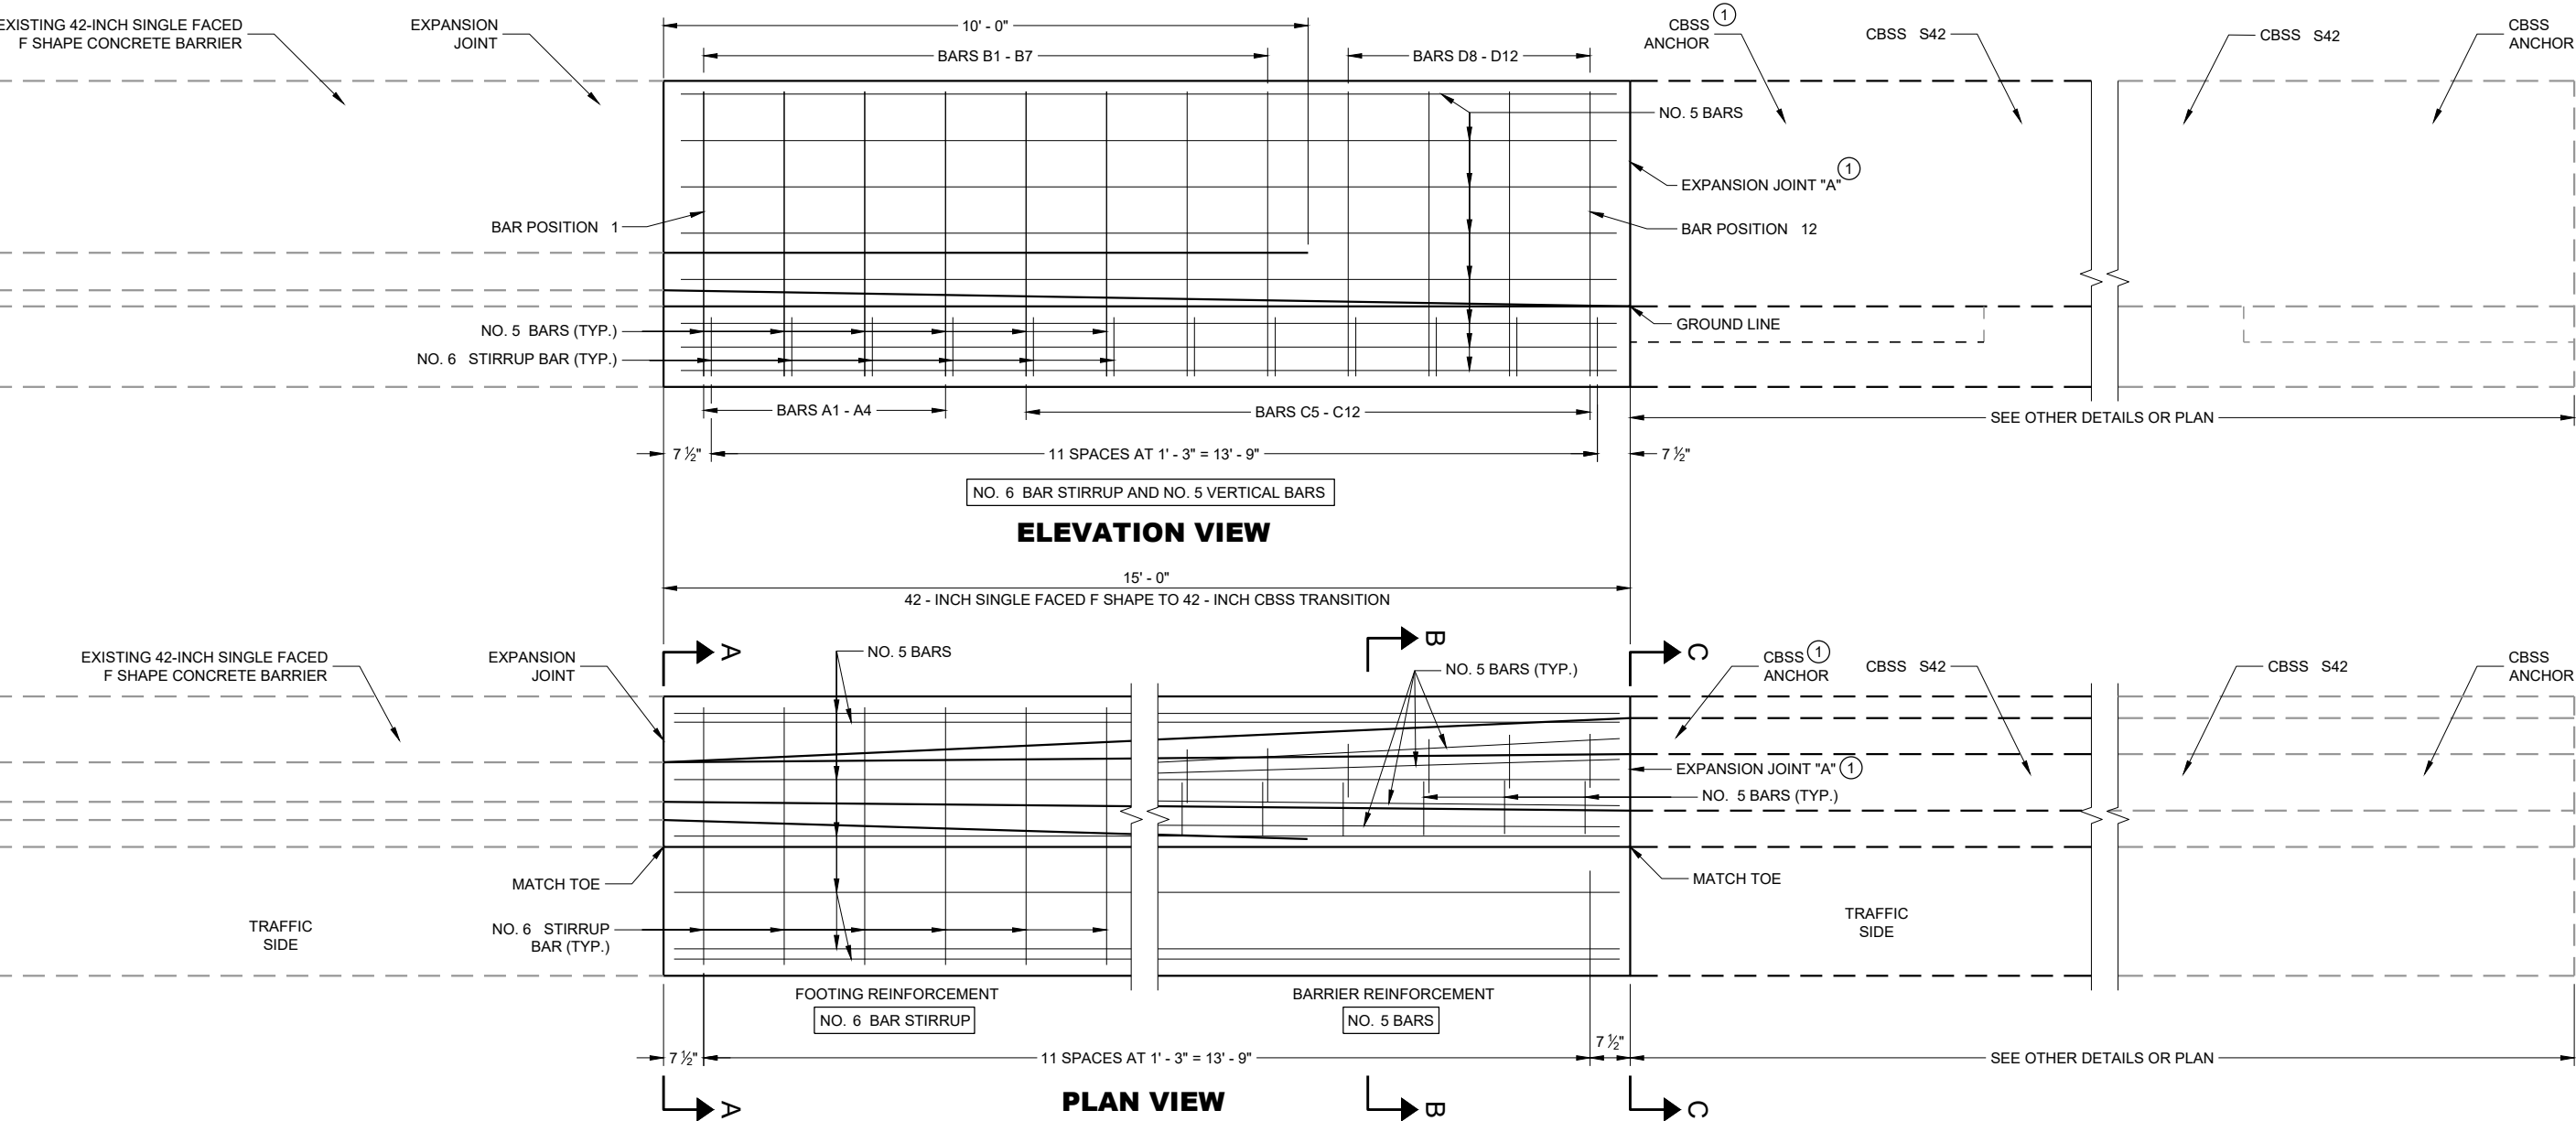 EXISTING 42-INCH SINGLE FACED
F SHAPE CONCRETE BARRIER
EXPANSION
JOINT
10' - 0"
BARS B1 - B7
BARS D8 - D12
CBSS 1
ANCHOR
CBSS S42
CBSS S42
CBSS
ANCHOR
NO. 5 BARS
EXPANSION JOINT "A" 1
BAR POSITION 1
BAR POSITION 12
NO. 5 BARS (TYP.)
GROUND LINE
NO. 6 STIRRUP BAR (TYP.)
BARS A1 - A4
BARS C5 - C12
SEE OTHER DETAILS OR PLAN
7 ½"
11 SPACES AT 1' - 3" = 13' - 9"
7 ½"
NO. 6 BAR STIRRUP AND NO. 5 VERTICAL BARS
ELEVATION VIEW
15' - 0"
42 - INCH SINGLE FACED F SHAPE TO 42 - INCH CBSS TRANSITION
A
B
C
EXISTING 42-INCH SINGLE FACED
F SHAPE CONCRETE BARRIER
EXPANSION
JOINT
NO. 5 BARS
NO. 5 BARS (TYP.)
CBSS 1
ANCHOR
CBSS S42
CBSS S42
CBSS
ANCHOR
EXPANSION JOINT "A" 1
NO. 5 BARS (TYP.)
MATCH TOE
MATCH TOE
TRAFFIC
SIDE
NO. 6 STIRRUP
BAR (TYP.)
TRAFFIC
SIDE
FOOTING REINFORCEMENT
NO. 6 BAR STIRRUP
BARRIER REINFORCEMENT
NO. 5 BARS
7 ½"
11 SPACES AT 1' - 3" = 13' - 9"
7 ½"
SEE OTHER DETAILS OR PLAN
A
PLAN VIEW
B
C